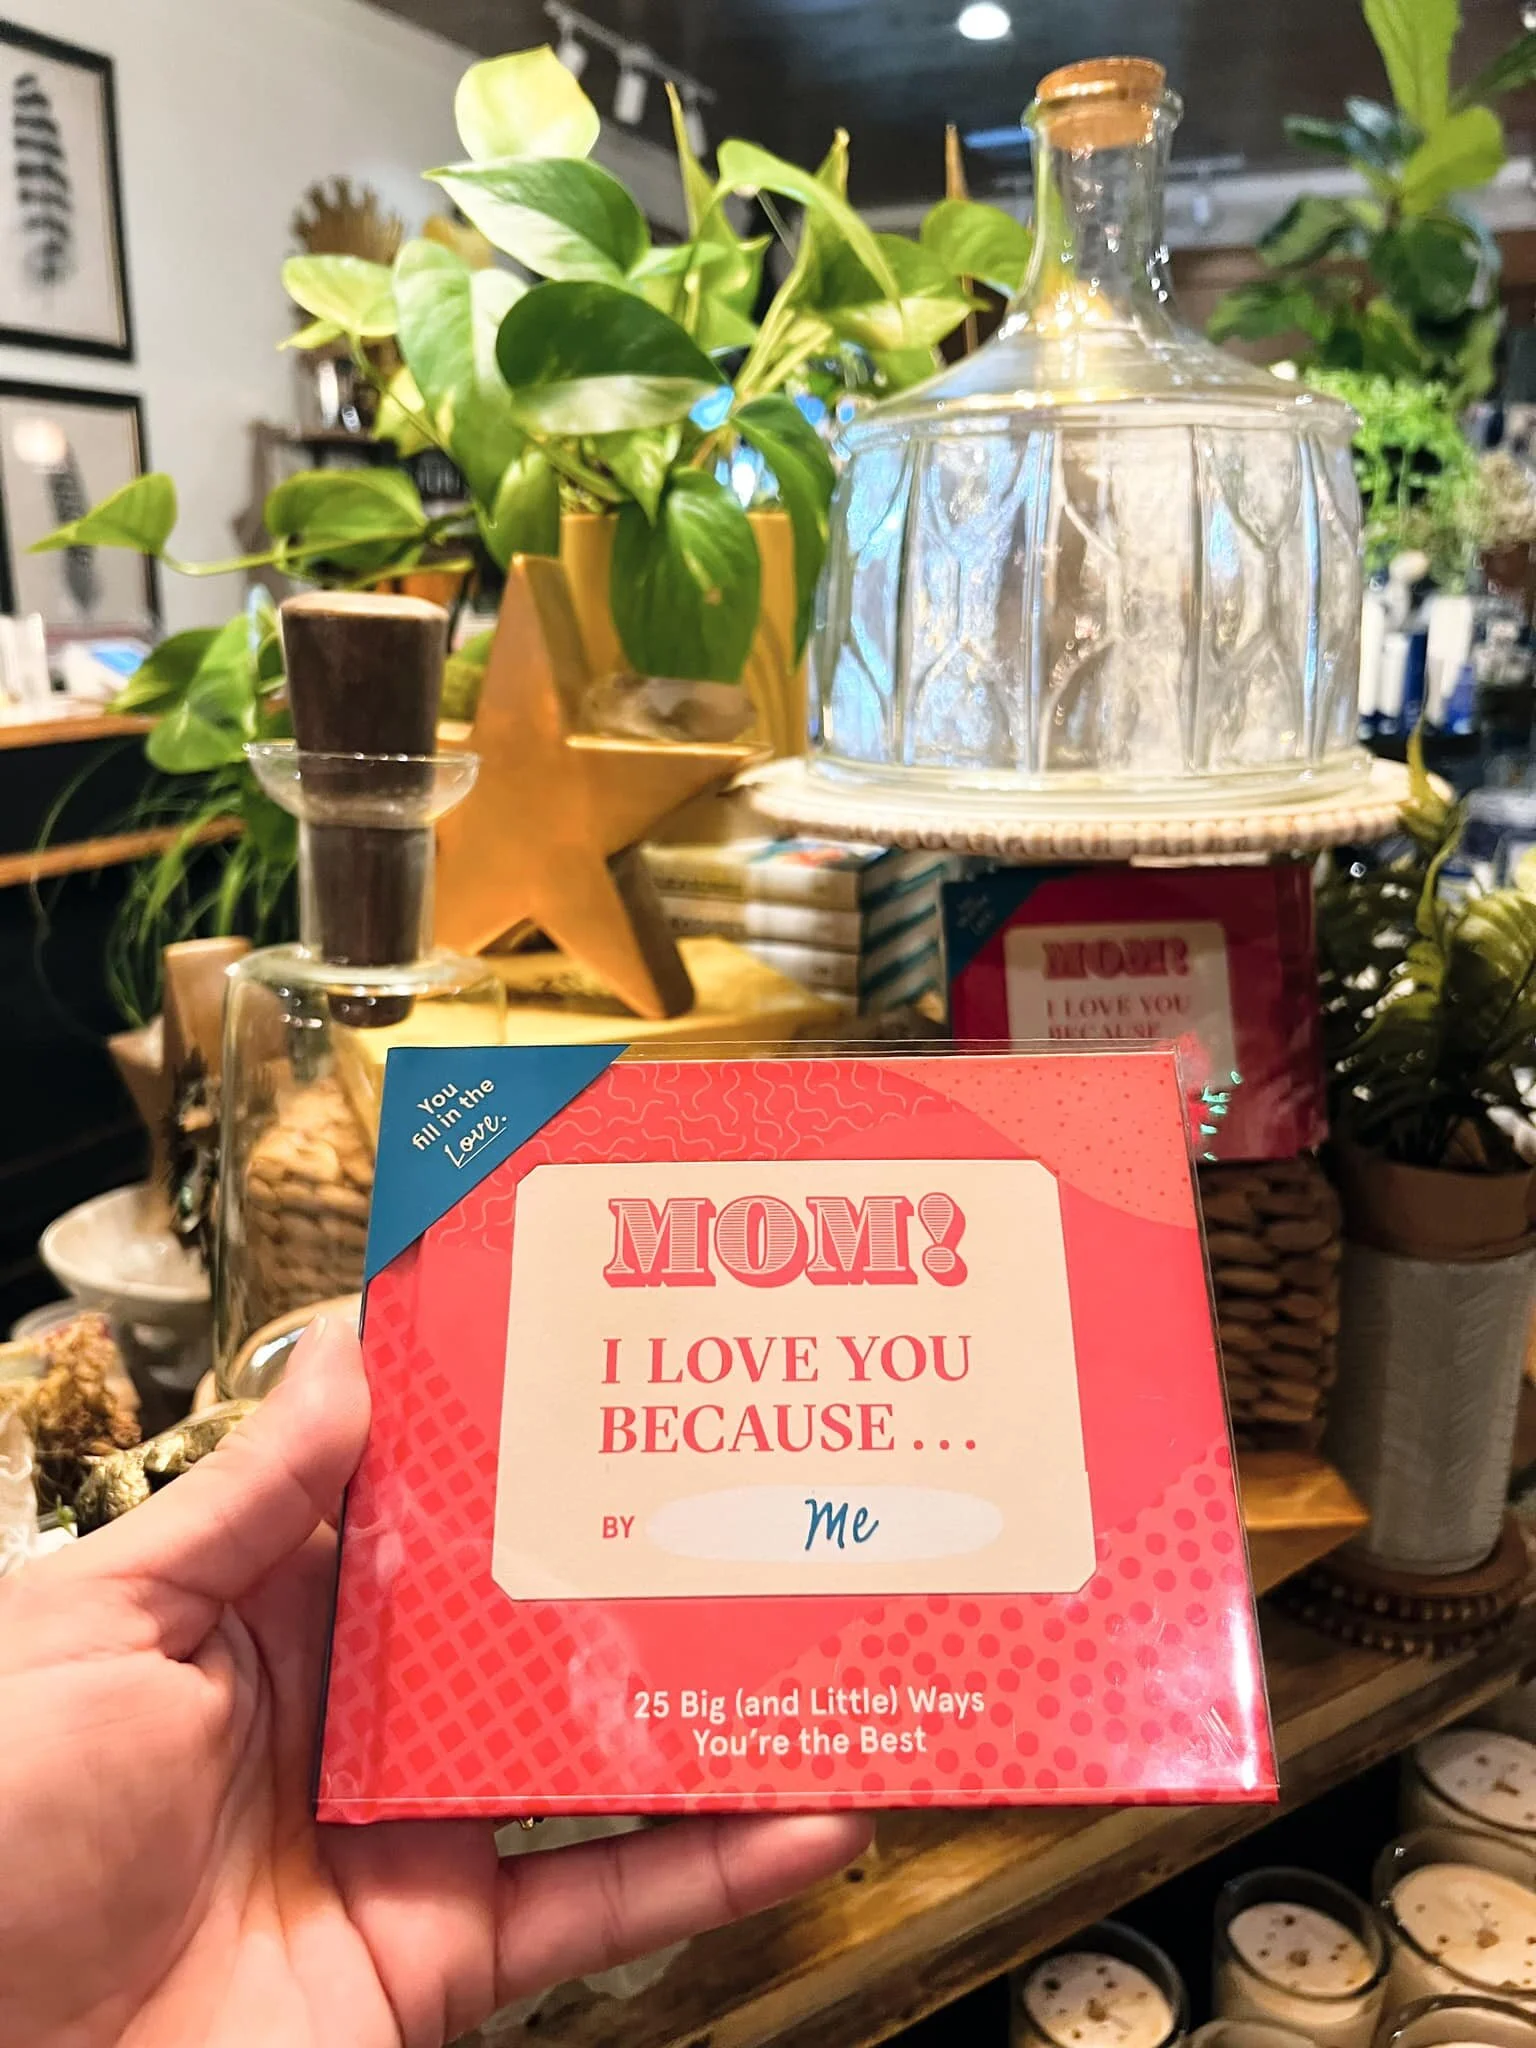 You
fill in the
Love.
MOM!
I LOVE YOU
BECAUSE...
BY Me
25 Big (and Little) Ways
You're the Best
MOM!
I LOVE YOU
BECAUSE